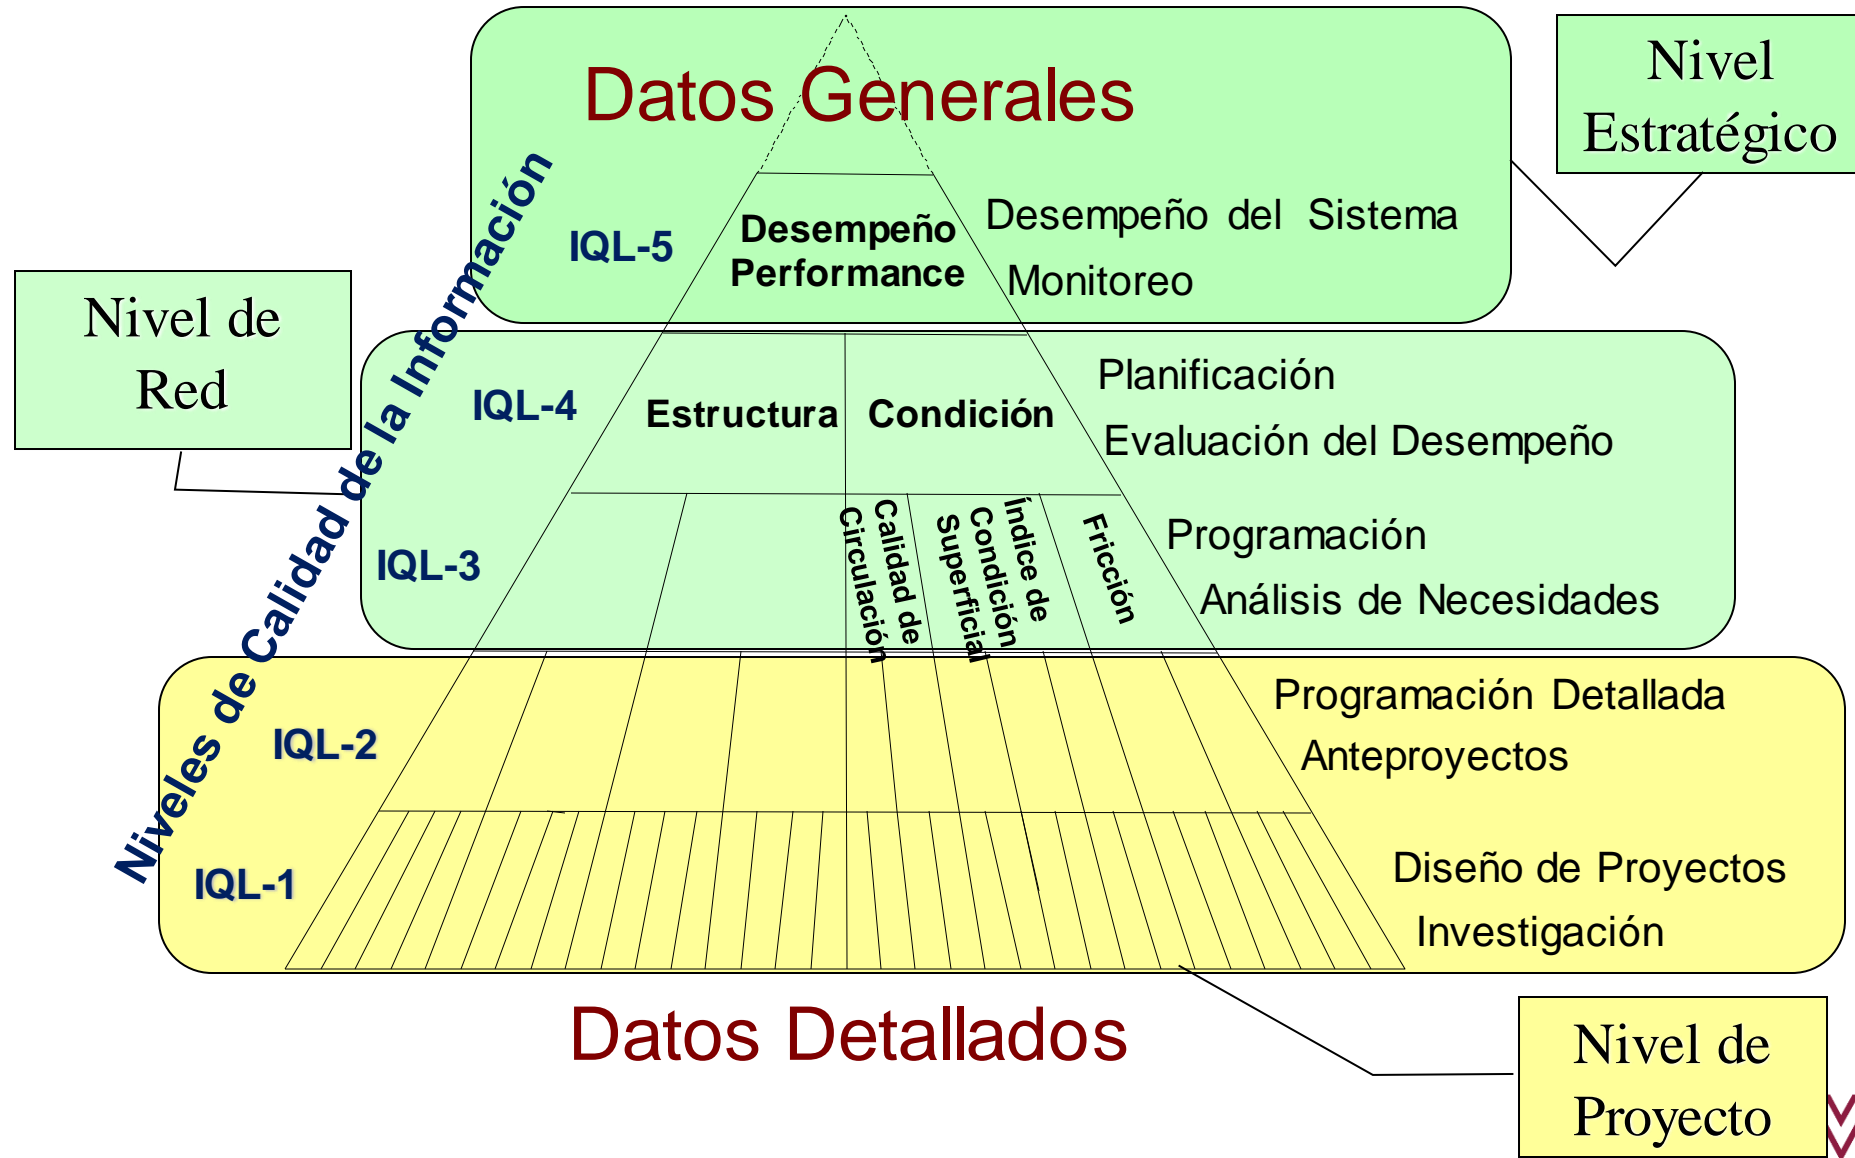 Datos Generales
Nivel
Estratégico
Niveles de Calidad de la Información
IQL-5
Desempeño
Performance
Desempeño del Sistema
Monitoreo
Nivel de
Red
IQL-4
Estructura
Condición
Planificación
Evaluación del Desempeño
IQL-3
Calidad de
Circulación
Índice de
Condición
Superficial
Fricción
Programación
Análisis de Necesidades
IQL-2
Programación Detallada
Anteproyectos
IQL-1
Diseño de Proyectos
Investigación
Datos Detallados
Nivel de
Proyecto